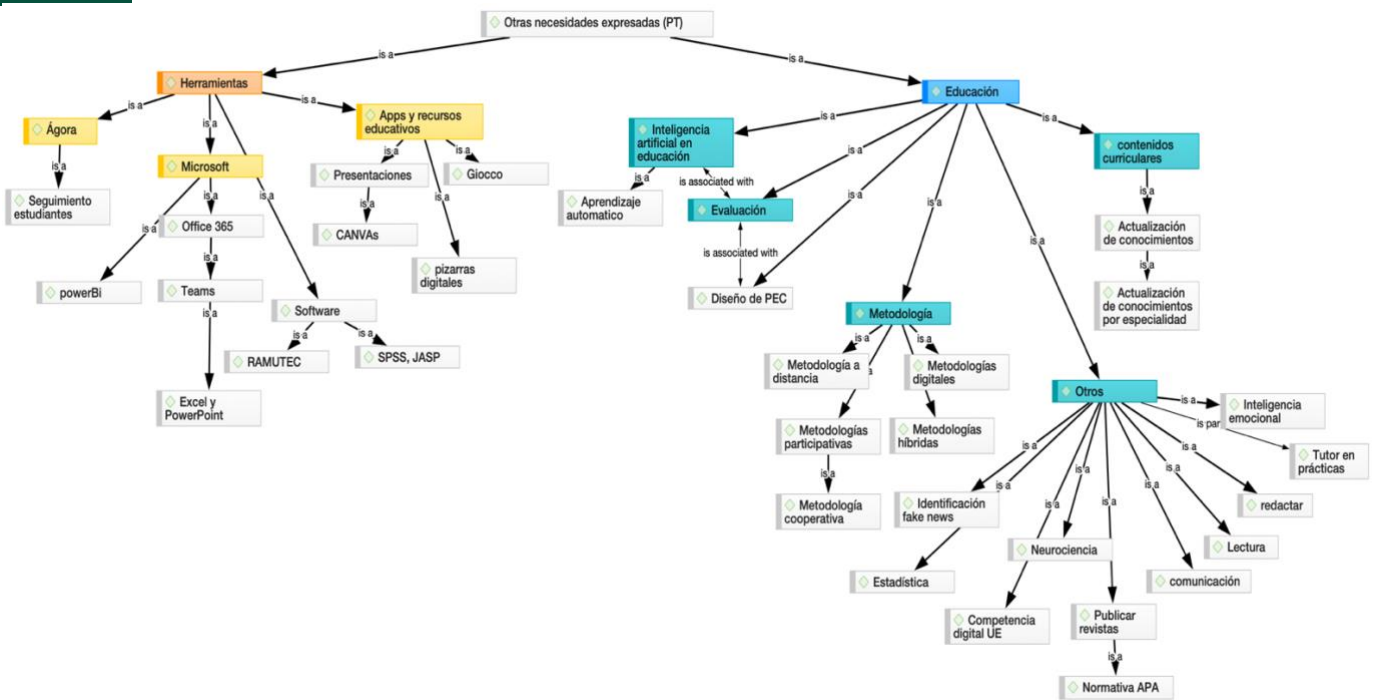 Otras necesidades expresadas (PT)
is a
is a
Herramientas
Educación
is a
is a
is a
Ágora
Apps y recursos
educativos
is a
is a
Inteligencia
artificial en
educación
contenidos
curriculares
is a
Microsoft
is a
is a
is a
Presentaciones
Giocco
is a
is a
is associated with
is a
Seguimiento
estudiantes
is a
is a
is a
is a
Aprendizaje
automatico
Evaluación
is a
is a
Office 365
is a
CANVAs
Actualización
de conocimientos
is a
is associated with
is a
is a
pizarras
digitales
powerBi
Teams
Diseño de PEC
Actualización
de conocimientos
por especialidad
is a
Software
Metodología
is a
is a
is a
is a
RAMUTEC
SPSS, JASP
Metodología a
distancia
a
Metodologías
digitales
Otros
is a
Inteligencia
emocional
Excel y
PowerPoint
is par
Metodologías
participativas
Metodologías
híbridas
is a
is a
Tutor en
prácticas
is a
is a
is a
is a
is a
Metodología
cooperativa
Identificación
fake news
is a
is a
redactar
Neurociencia
Lectura
Estadística
comunicación
Competencia
digital UE
Publicar
revistas
is a
Normativa APA